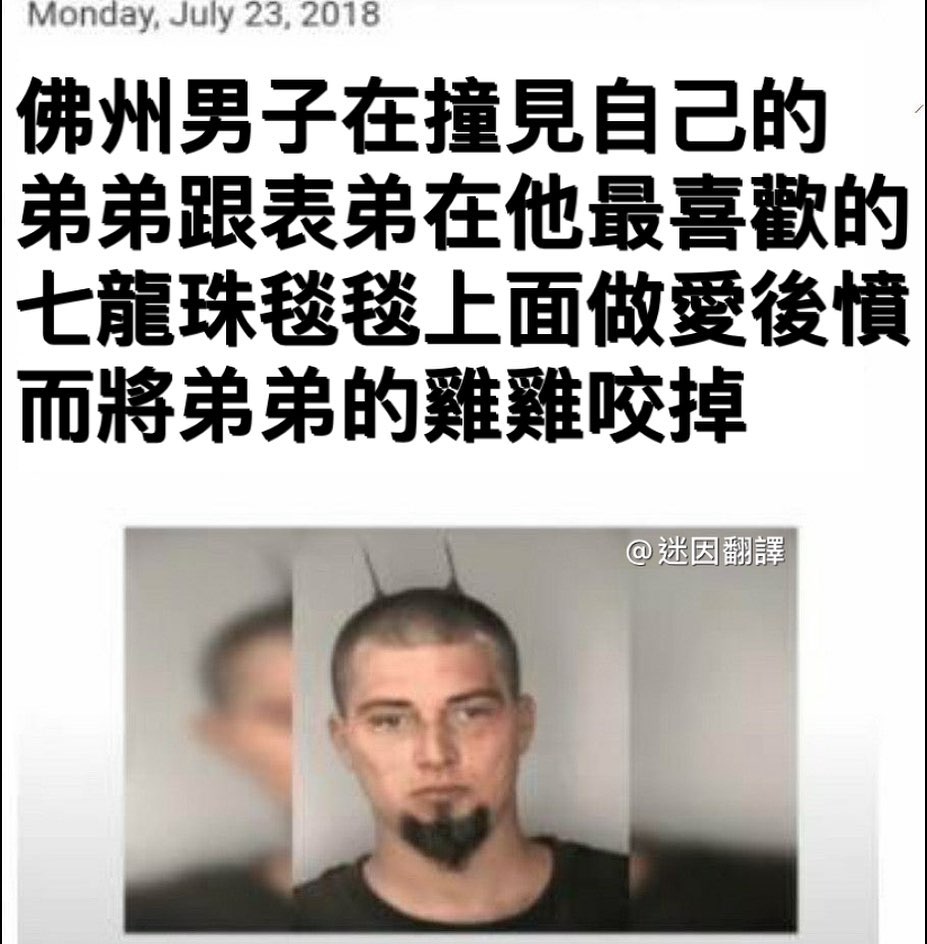 Monday, July 23, 2018
佛州男子在撞見自己的
弟弟跟表弟在他最喜歡的
七龍珠毯毯上面做愛後憤
而將弟弟的雞雞咬掉
@迷因翻譯